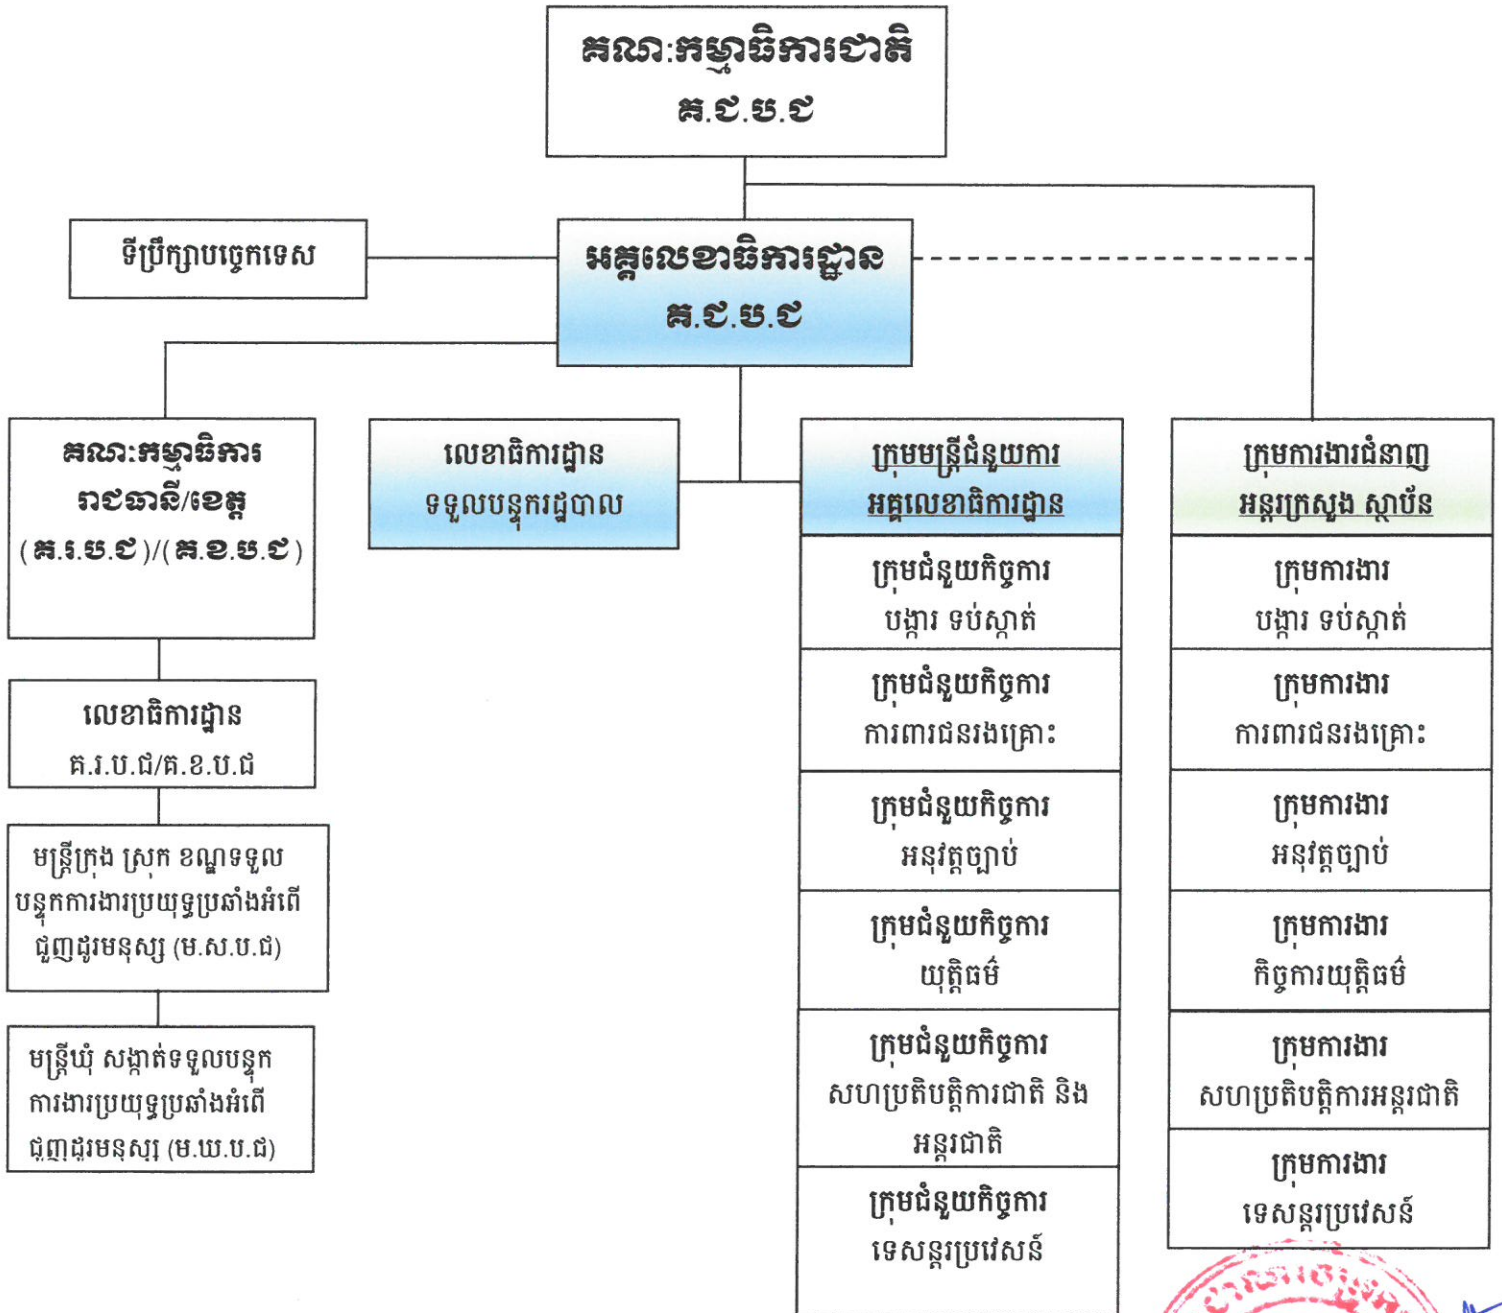 គណៈកម្មាធិការជាតិ
គ.ជ.ប.ជ
ទីប្រឹក្សាបច្ចេកទេស
អគ្គលេខាធិការដ្ឋាន
គ.ជ.ប.ជ
គណៈកម្មាធិការ
រាជធានី/ខេត្ត
(គ.រ.ប.ជ)/(គ.ខ.ប.ជ)
លេខាធិការដ្ឋាន
គ.រ.ប.ជ/គ.ខ.ប.ជ
មន្ត្រីក្រុង ស្រុក ខណ្ឌទទួល
បន្ទុកការងារប្រយុទ្ធប្រឆាំងអំពើ
ជួញដូរមនុស្ស (ម.ស.ប.ជ)
មន្ត្រីឃុំ សង្កាត់ទទួលបន្ទុក
ការងារប្រយុទ្ធប្រឆាំងអំពើ
ជួញដូរមនុស្ស (ម.ឃ.ប.ជ)
លេខាធិការដ្ឋាន
ទទួលបន្ទុករដ្ឋបាល
ក្រុមមន្ត្រីជំនួយការ
អគ្គលេខាធិការដ្ឋាន
ក្រុមជំនួយកិច្ចការ
បង្ការ ទប់ស្កាត់
ក្រុមជំនួយកិច្ចការ
ការពារជនរងគ្រោះ
ក្រុមជំនួយកិច្ចការ
អនុវត្តច្បាប់
ក្រុមជំនួយកិច្ចការ
យុត្តិធម៌
ក្រុមជំនួយកិច្ចការ
សហប្រតិបត្តិការជាតិ និង
អន្តរជាតិ
ក្រុមជំនួយកិច្ចការ
ទេសន្តរប្រវេសន៍
ក្រុមការងារជំនាញ
អន្តរក្រសួង ស្ថាប័ន
ក្រុមការងារ
បង្ការ ទប់ស្កាត់
ក្រុមការងារ
ការពារជនរងគ្រោះ
ក្រុមការងារ
អនុវត្តច្បាប់
ក្រុមការងារ
កិច្ចការយុត្តិធម៌
ក្រុមការងារ
សហប្រតិបត្តិការអន្តរជាតិ
ក្រុមការងារ
ទេសន្តរប្រវេសន៍